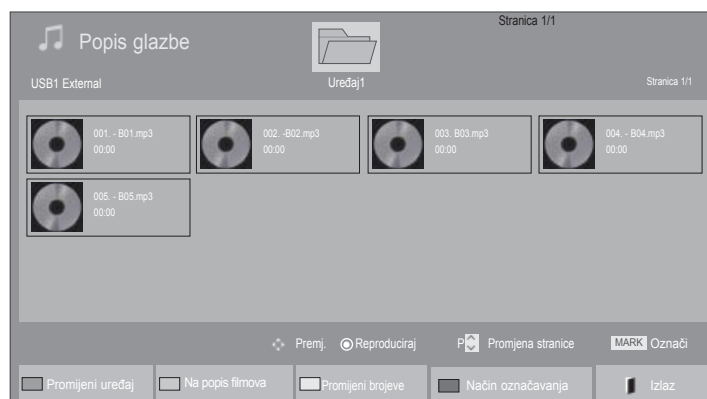 Stranica 1/1
Popis glazbe
USB1 External
Uređaj1
Stranica 1/1
001. - B01.mp3
00:00
002. -B02.mp3
00:00
003. B03.mp3
00:00
004. - B04.mp3
00:00
005. - B05.mp3
00:00
Premj. Reproduciraj P Promjena stranice MARK Označi
Promijeni uređaj Na popis filmova Promijeni brojeve Način označavanja Izlaz